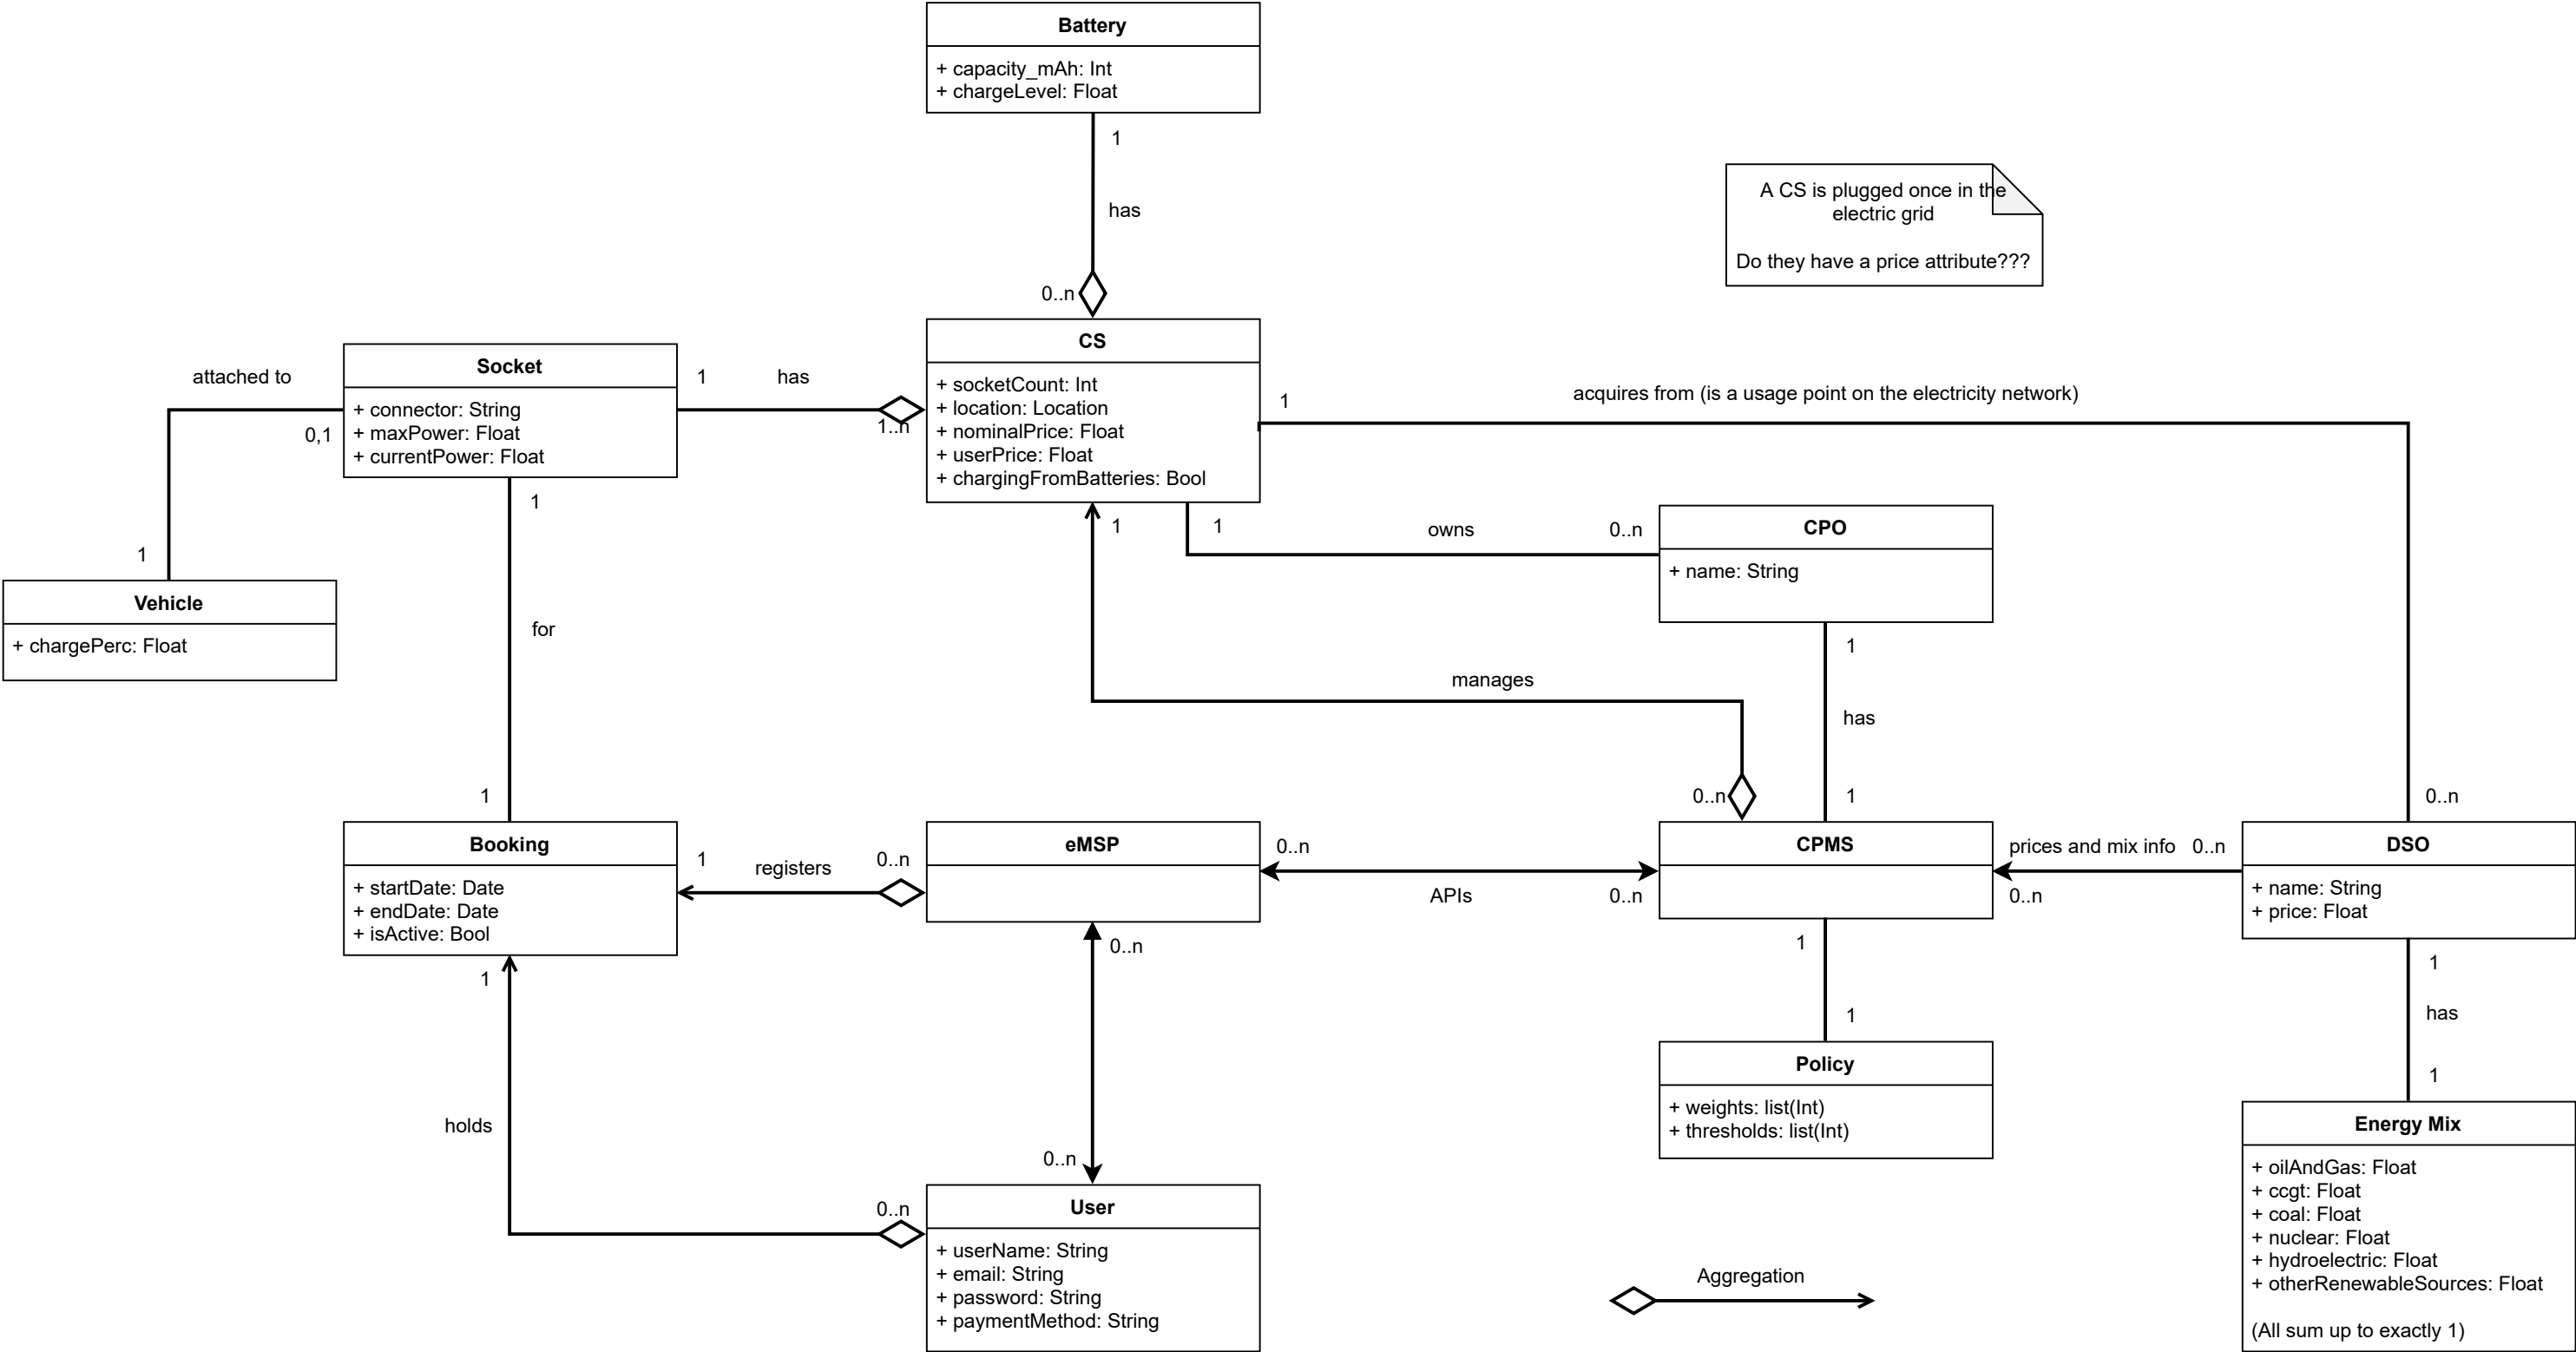 Battery
+ capacity_mAh: Int
+ chargeLevel: Float
1
has
0..n
A CS is plugged once in the
electric grid
Do they have a price attribute???
CS
+ socketCount: Int
+ location: Location
+ nominalPrice: Float
+ userPrice: Float
+ chargingFromBatteries: Bool
Socket
+ connector: String
+ maxPower: Float
+ currentPower: Float
attached to
0,1
1
1
has
1..n
1
acquires from (is a usage point on the electricity network)
0..n
1
1
owns
0..n
CPO
+ name: String
Vehicle
+ chargePerc: Float
1
for
1
manages
0..n
1
has
1
Booking
+ startDate: Date
+ endDate: Date
+ isActive: Bool
1
registers
0..n
eMSP
0..n
APIs
0..n
CPMS
prices and mix info
0..n
0..n
DSO
+ name: String
+ price: Float
1
holds
0..n
0..n
0..n
1
1
Policy
+ weights: list(Int)
+ thresholds: list(Int)
1
has
1
Energy Mix
+ oilAndGas: Float
+ ccgt: Float
+ coal: Float
+ nuclear: Float
+ hydroelectric: Float
+ otherRenewableSources: Float
(All sum up to exactly 1)
User
+ userName: String
+ email: String
+ password: String
+ paymentMethod: String
Aggregation